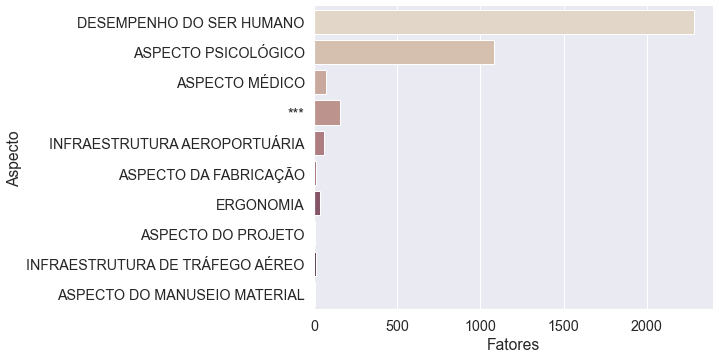 DESEMPENHO DO SER HUMANO
ASPECTO PSICOLÓGICO
ASPECTO MÉDICO
***
INFRAESTRUTURA AEROPORTUÁRIA
ASPECTO DA FABRICAÇÃO
ERGONOMIA
ASPECTO DO PROJETO
INFRAESTRUTURA DE TRÁFEGO AÉREO
ASPECTO DO MANUSEIO MATERIAL
Aspecto
0 500 1000 1500 2000
Fatores